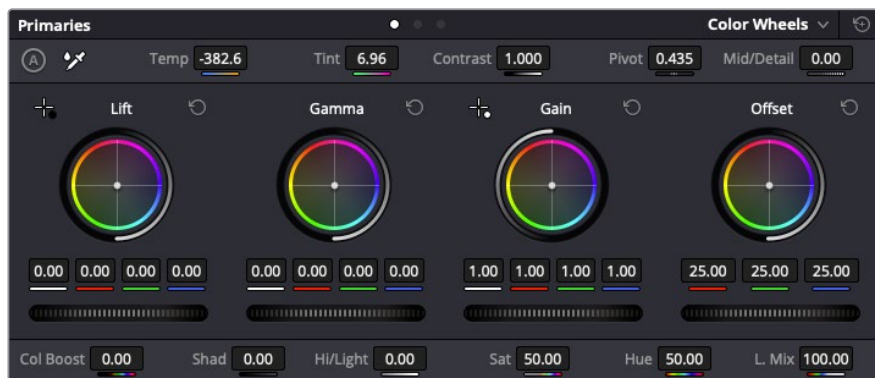 Primaries Color Wheels
A Temp -382.6 Tint 6.96 Contrast 1.000 Pivot 0.435 Mid/Detail 0.00
Lift Gamma Gain Offset
0.00 0.00 0.00 0.00 0.00 0.00 0.00 0.00 1.00 1.00 1.00 1.00 25.00 25.00 25.00
Col Boost 0.00 Shad 0.00 Hi/Light 0.00 Sat 50.00 Hue 50.00 L. Mix 100.00